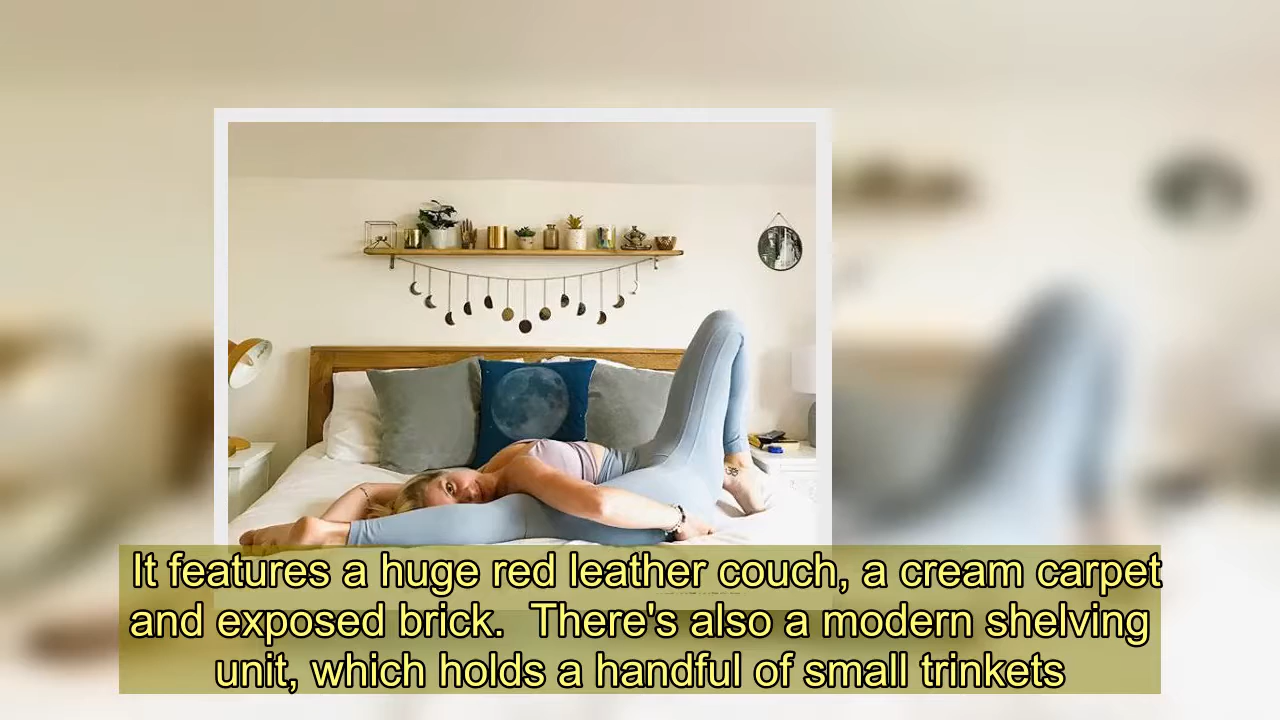 It features a huge red leather couch, a cream carpet
and exposed brick.  There's also a modern shelving
unit, which holds a handful of small trinkets